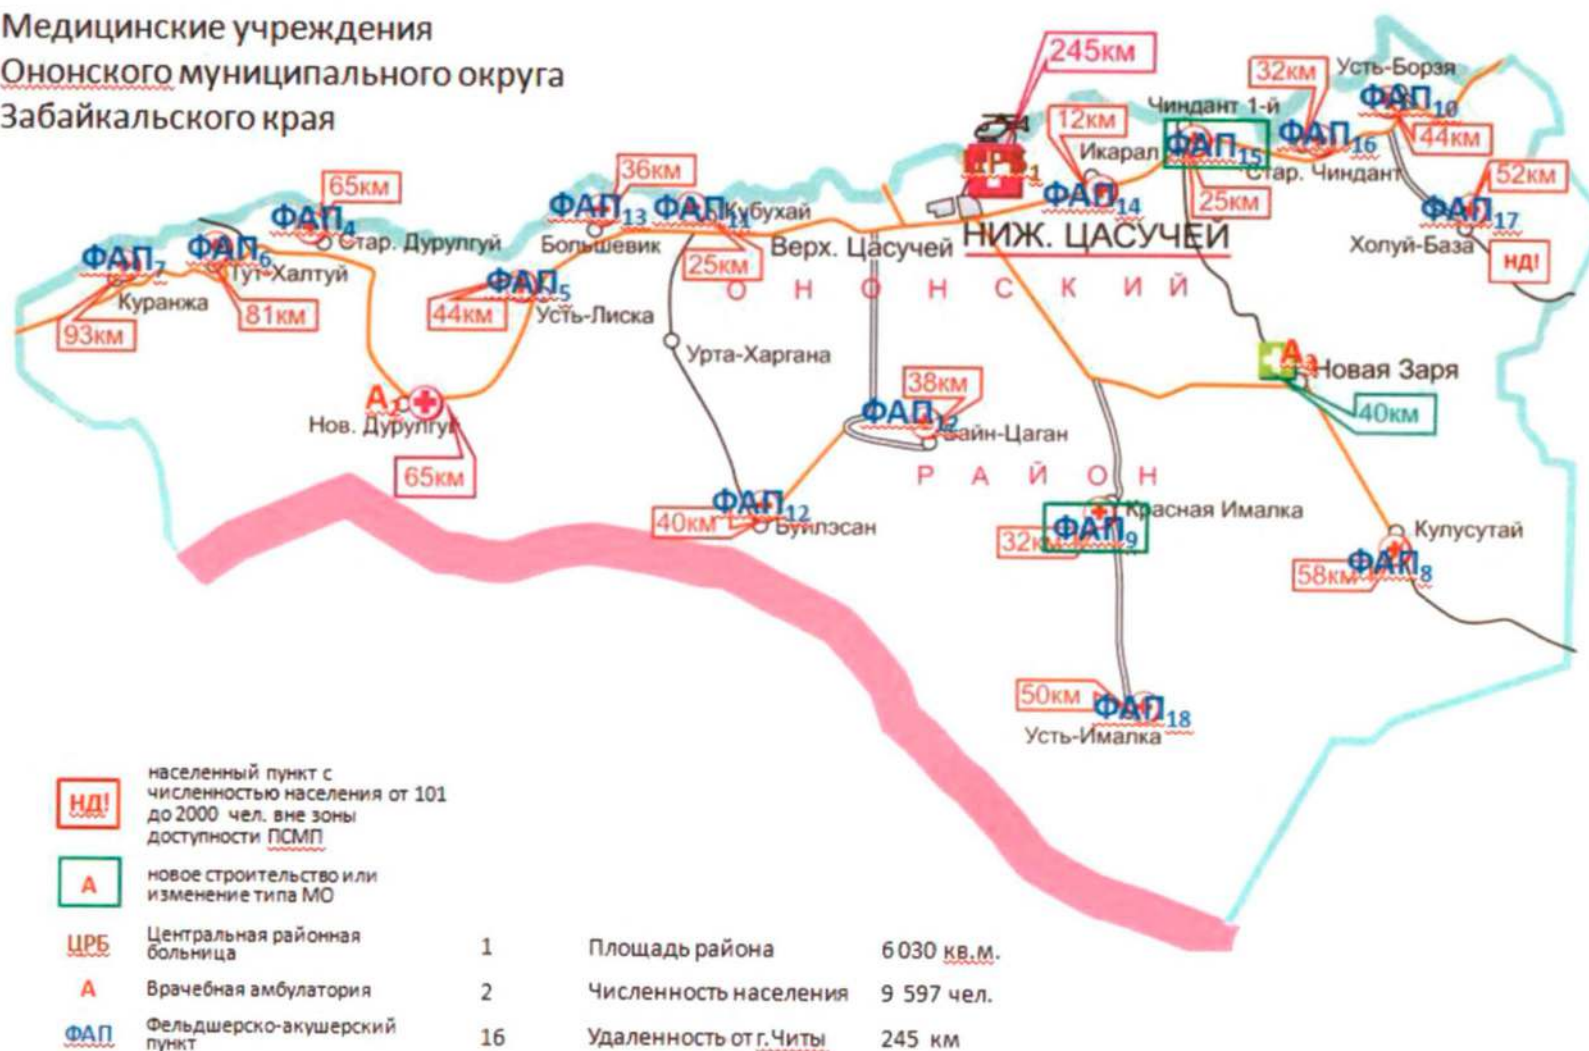 Медицинские учреждения
Ононского муниципального округа
Забайкальского края
245км
32км
Усть-Борзя
ФАП10
44км
12км
Чиндант 1-й
ФАП15
ФАП16
Стар. Чиндант
25км
52км
ФАП17
Холуй-База
НД!
Икарал
ФАП14
ЦРБ1
НИЖ. ЦАСУЧЕЙ
65км
ФАП4
Стар. Дурулгуй
36км
ФАП13
Большевик
ФАП11
Кубухай
25км
Верх. Цасучей
ФАП7
Куранжа
93км
ФАП6
Тут-Халтуй
81км
44км
ФАП5
Усть-Лиска
ОНОНСКИЙ
Урта-Харгана
А3
Новая Заря
40км
А2
Нов. Дурулгуй
65км
38км
ФАП12
Байн-Цаган
РАЙОН
ФАП12
40км
Буйлэсан
Красная Ималка
32км
ФАП9
Кулусутай
58км
ФАП8
50км
ФАП18
Усть-Ималка
НД!
населенный пункт с
численностью населения от 101
до 2000 чел. вне зоны
доступности ПСМП
А
новое строительство или
изменение типа МО
ЦРБ
Центральная районная
больница
1
Площадь района
6 030 кв.м.
А
Врачебная амбулатория
2
Численность населения
9 597 чел.
ФАП
Фельдшерско-акушерский
пункт
16
Удаленность от г.Читы
245 км